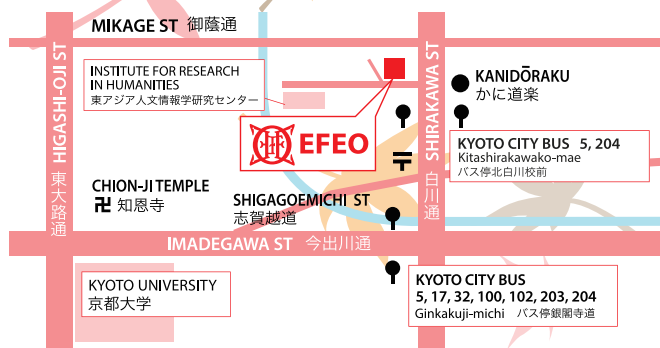 MIKAGE ST 御蔭通
HIGASHI-OJI ST
東大路通
INSTITUTE FOR RESEARCH
IN HUMANITIES
東アジア人文情報学研究センター
EFEO
SHIRAKAWA ST
白川通
KANIDŌRAKU
かに道楽
KYOTO CITY BUS 5, 204
Kitashirakawako-mae
バス停北白川校前
〒
CHION-JI TEMPLE
卍 知恩寺
SHIGAGOEMICHI ST
志賀越道
IMADEGAWA ST 今出川通
KYOTO UNIVERSITY
京都大学
KYOTO CITY BUS
5, 17, 32, 100, 102, 203, 204
Ginkakuji-michi バス停銀閣寺道